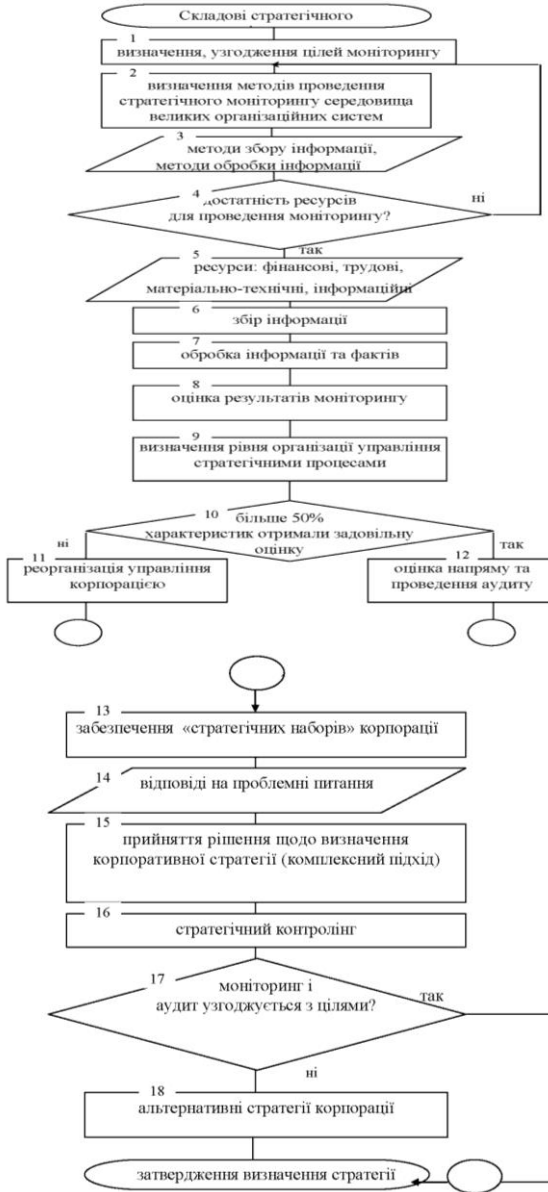 Складові стратегічного
1
визначення, узгодження цілей моніторингу
2
визначення методів проведення
стратегічного моніторингу середовища
великих організаційних систем
3
методи збору інформації,
методи обробки інформації
4
достатність ресурсів
для проведення моніторингу?
ні
так
5
ресурси: фінансові, трудові,
матеріально-технічні, інформаційні
6
збір інформації
7
обробка інформації та фактів
8
оцінка результатів моніторингу
9
визначення рівня організації управління
стратегічними процесами
10
більше 50%
характеристик отримали задовільну
оцінку
ні
так
11
реорганізація управління
корпорацією
12
оцінка напряму та
проведення аудиту
13
забезпечення «стратегічних наборів» корпорації
14
відповіді на проблемні питання
15
прийняття рішення щодо визначення
корпоративної стратегії (комплексний підхід)
16
стратегічний контролінг
17
моніторинг і
аудит узгоджується з цілями?
так
ні
18
альтернативні стратегії корпорації
затвердження визначення стратегії